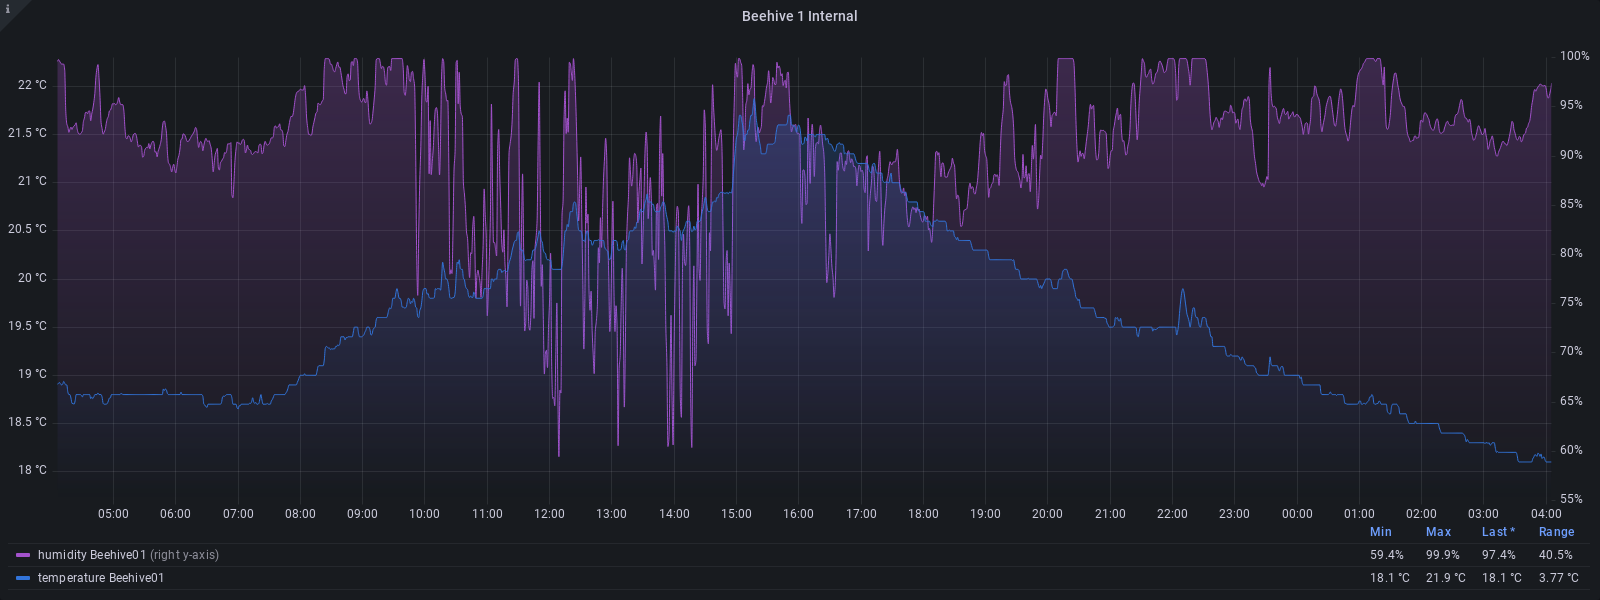 i
Beehive 1 Internal
22 °C
21.5 °C
21 °C
20.5 °C
20 °C
19.5 °C
19 °C
18.5 °C
18 °C
100%
95%
90%
85%
80%
75%
70%
65%
60%
55%
05:00 06:00 07:00 08:00 09:00 10:00 11:00 12:00 13:00 14:00 15:00 16:00 17:00 18:00 19:00 20:00 21:00 22:00 23:00 00:00 01:00 02:00 03:00 04:00
Min Max Last * Range
humidity Beehive01 (right y-axis) 59.4% 99.9% 97.4% 40.5%
temperature Beehive01 18.1 °C 21.9 °C 18.1 °C 3.77 °C